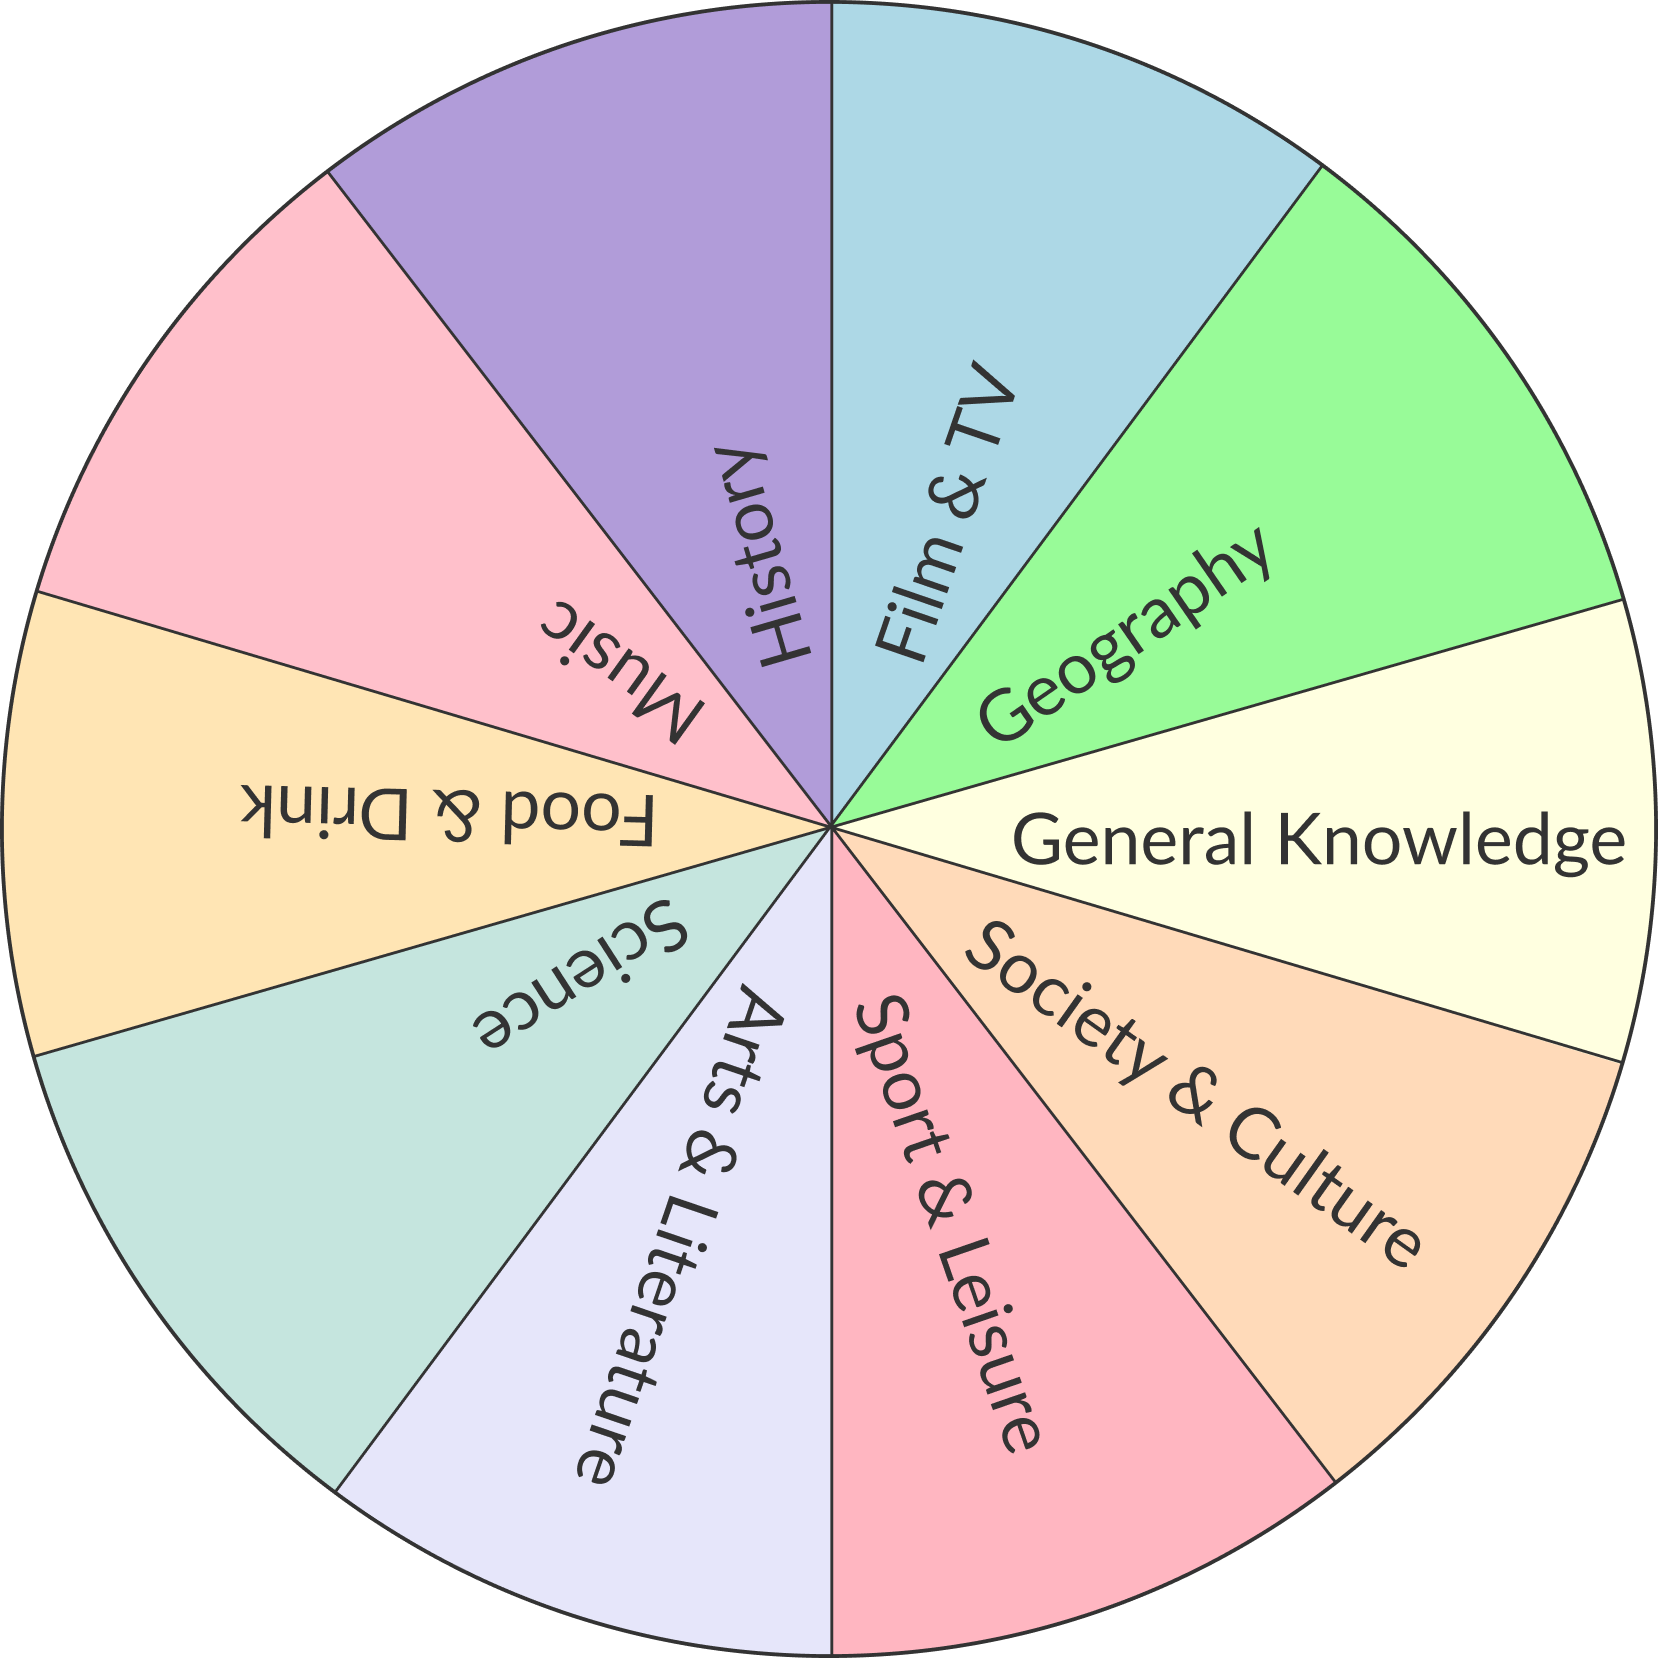 Film & TV
Geography
General Knowledge
Society & Culture
Sport & Leisure
Arts & Literature
Science
Food & Drink
Music
History